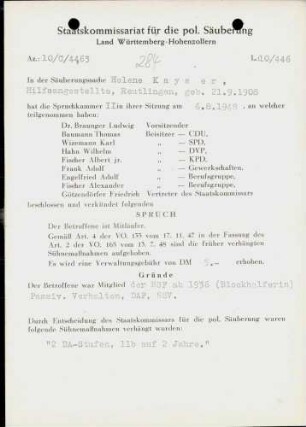 Staatskommissariat für die pol. Säuberung
Land Württemberg-Hohenzollern
Az.: 10/C/4463
284
L:10/446
In der Säuberungssache Helene Kayser,
Hilfsangestellte, Reutlingen, geb. 21.9.1908
hat die Spruchkammer II in ihrer Sitzung am 4.8.1948, an welcher
teilgenommen haben:
Dr. Braunger Ludwig Vorsitzender
Baumann Thomas Beisitzer — CDU,
Wizemann Karl „ — SPD,
Hahn Wilhelm „ — DVP,
Fischer Albert jr. „ — KPD,
Frank Adolf „ — Gewerkschaften,
Engelfried Adolf „ — Berufsgruppe,
Fischer Alexander „ — Berufsgruppe,
Götzendörfer Friedrich Vertreter des Staatskommissars
beschlossen und verkündet folgenden
SPRUCH
Der Betroffene ist Mitläufer.
Gemäß Art. 4 der VO. 133 vom 17. 11. 47 in der Fassung des
Art. 2 der VO. 165 vom 13. 7. 48 sind die früher verhängten
Sühnemaßnahmen aufgehoben.
Es wird eine Verwaltungsgebühr von DM 5,— erhoben.
Gründe
Der Betroffene war Mitglied der NSF ab 1936 (Blockhelferin)
Passiv. Verhalten, DAF, NSV.
Durch Entscheidung des Staatskommissars für die pol. Säuberung waren
folgende Sühnemaßnahmen verhängt worden:
"2 DA-Stufen, IIb auf 2 Jahre."